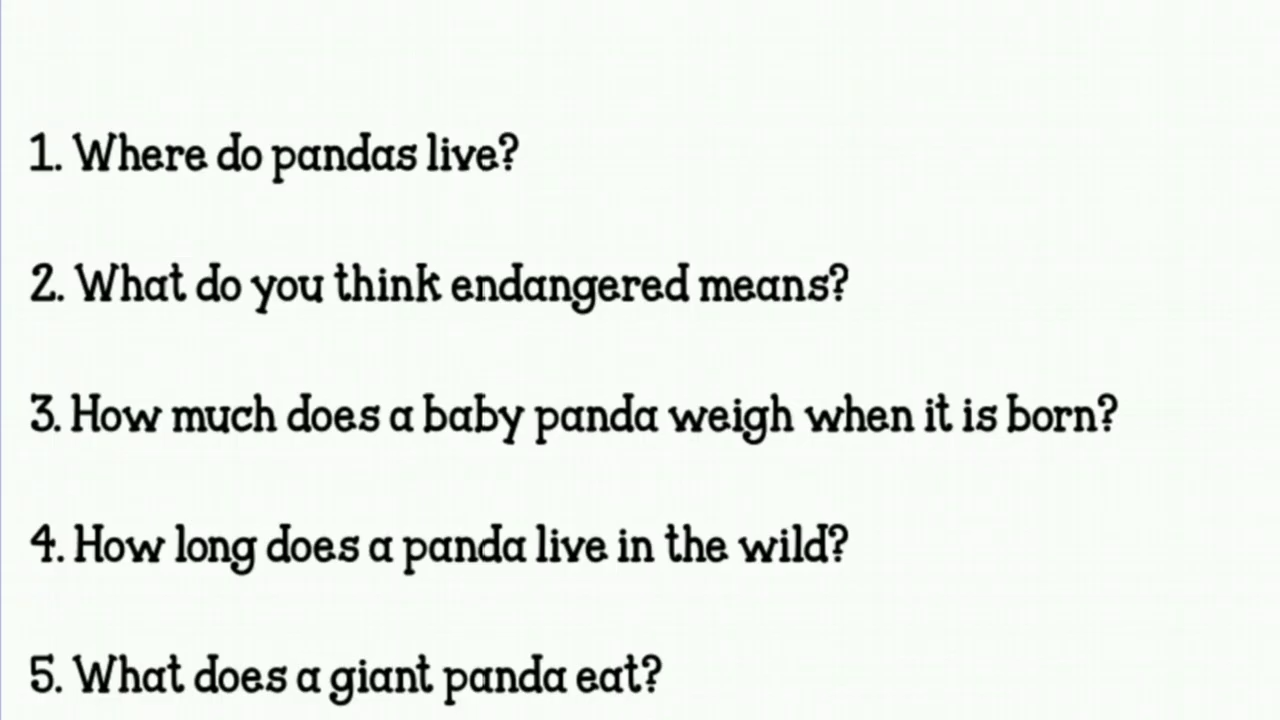 1. Where do pandas live?
2. What do you think endangered means?
3. How much does a baby panda weigh when it is born?
4. How long does a panda live in the wild?
5. What does a giant panda eat?